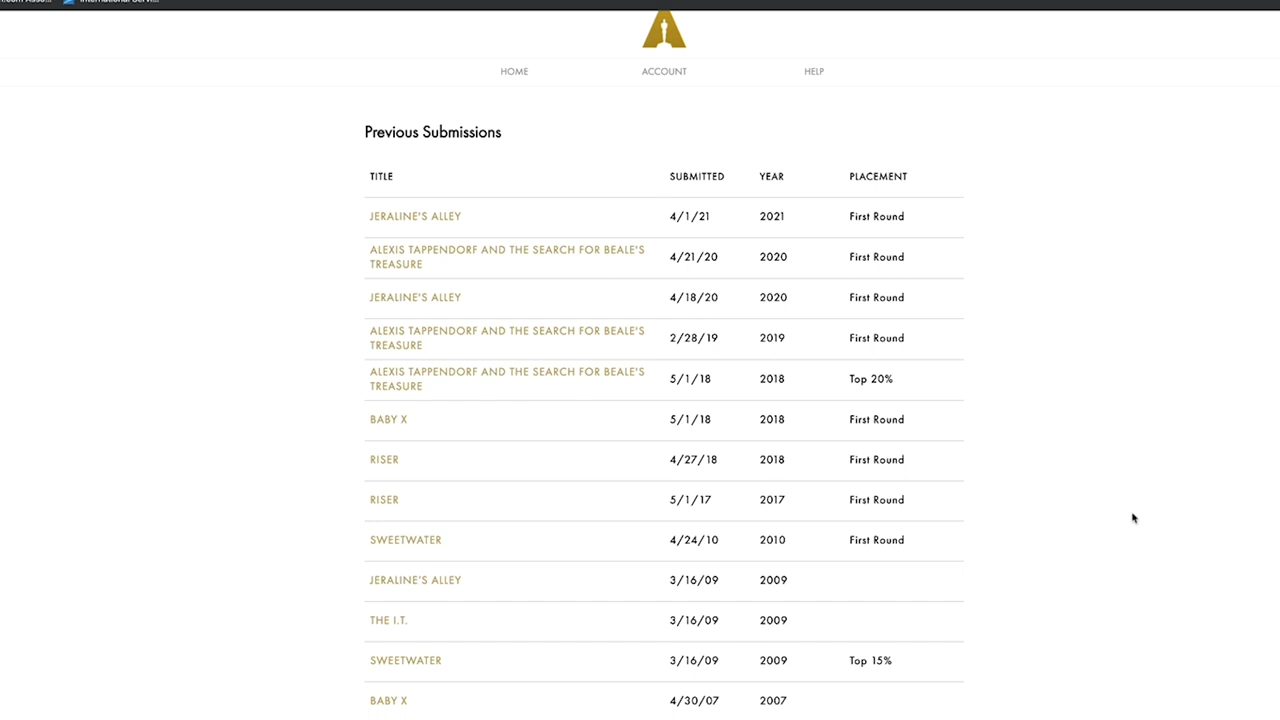 HOME ACCOUNT HELP
Previous Submissions
TITLE SUBMITTED YEAR PLACEMENT
JERALINE'S ALLEY 4/1/21 2021 First Round
ALEXIS TAPPENDORF AND THE SEARCH FOR BEALE'S
TREASURE 4/21/20 2020 First Round
JERALINE'S ALLEY 4/18/20 2020 First Round
ALEXIS TAPPENDORF AND THE SEARCH FOR BEALE'S
TREASURE 2/28/19 2019 First Round
ALEXIS TAPPENDORF AND THE SEARCH FOR BEALE'S
TREASURE 5/1/18 2018 Top 20%
BABY X 5/1/18 2018 First Round
RISER 4/27/18 2018 First Round
RISER 5/1/17 2017 First Round
SWEETWATER 4/24/10 2010 First Round
JERALINE'S ALLEY 3/16/09 2009
THE I.T. 3/16/09 2009
SWEETWATER 3/16/09 2009 Top 15%
BABY X 4/30/07 2007